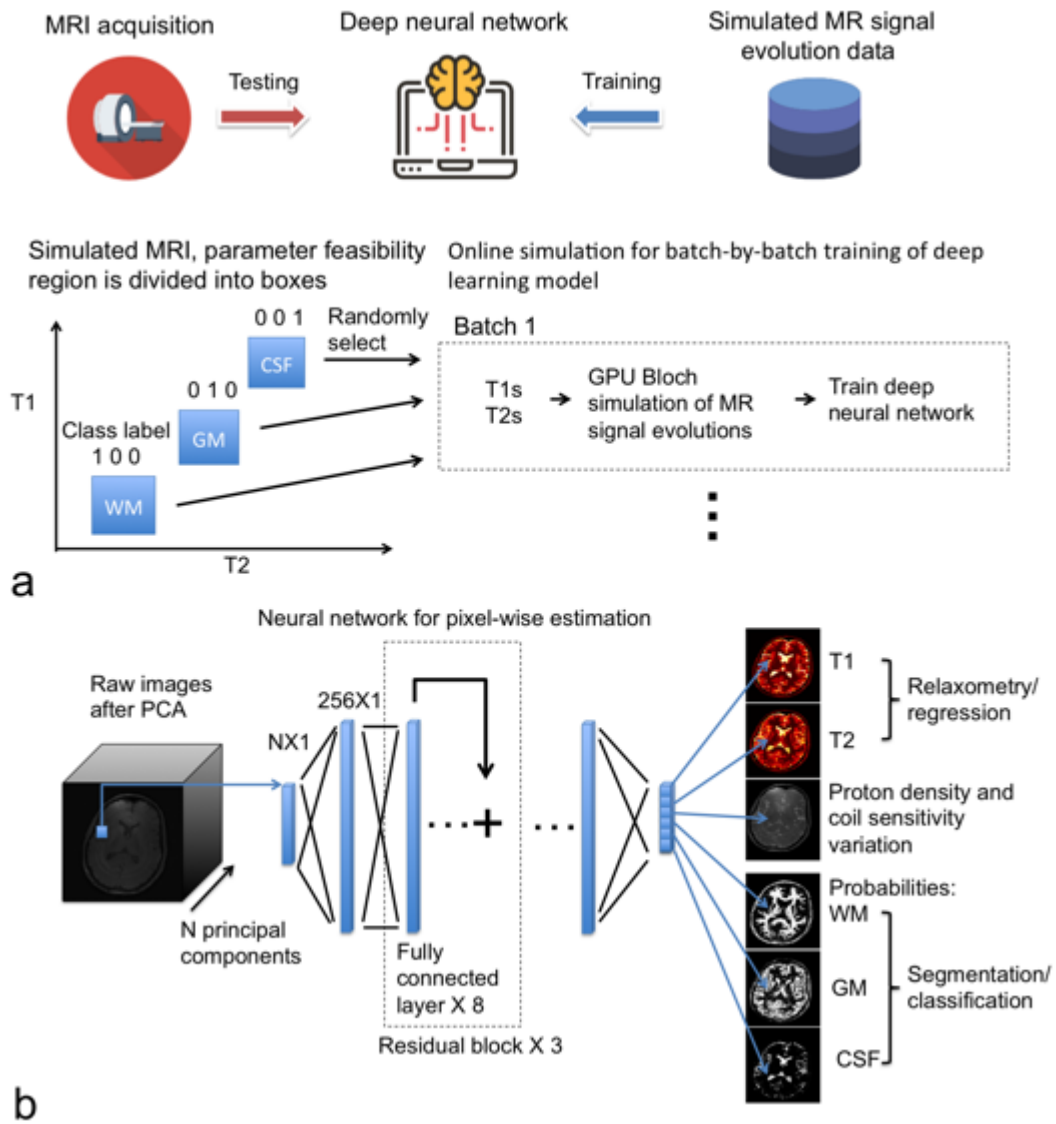 MRI acquisition
Deep neural network
Simulated MR signal
evolution data
Testing
Training
Simulated MRI, parameter feasibility
region is divided into boxes
Online simulation for batch-by-batch training of deep
learning model
0 0 1
CSF
Randomly
select
Batch 1
T1
0 1 0
GM
Class label
1 0 0
WM
T2
T1s
T2s
GPU Bloch
simulation of MR
signal evolutions
Train deep
neural network
a
Neural network for pixel-wise estimation
Raw images
after PCA
NX1
256X1
N principal
components
Fully
connected
layer X 8
Residual block X 3
T1
T2
Relaxometry/
regression
Proton density and
coil sensitivity
variation
Probabilities:
WM
GM
CSF
Segmentation/
classification
b